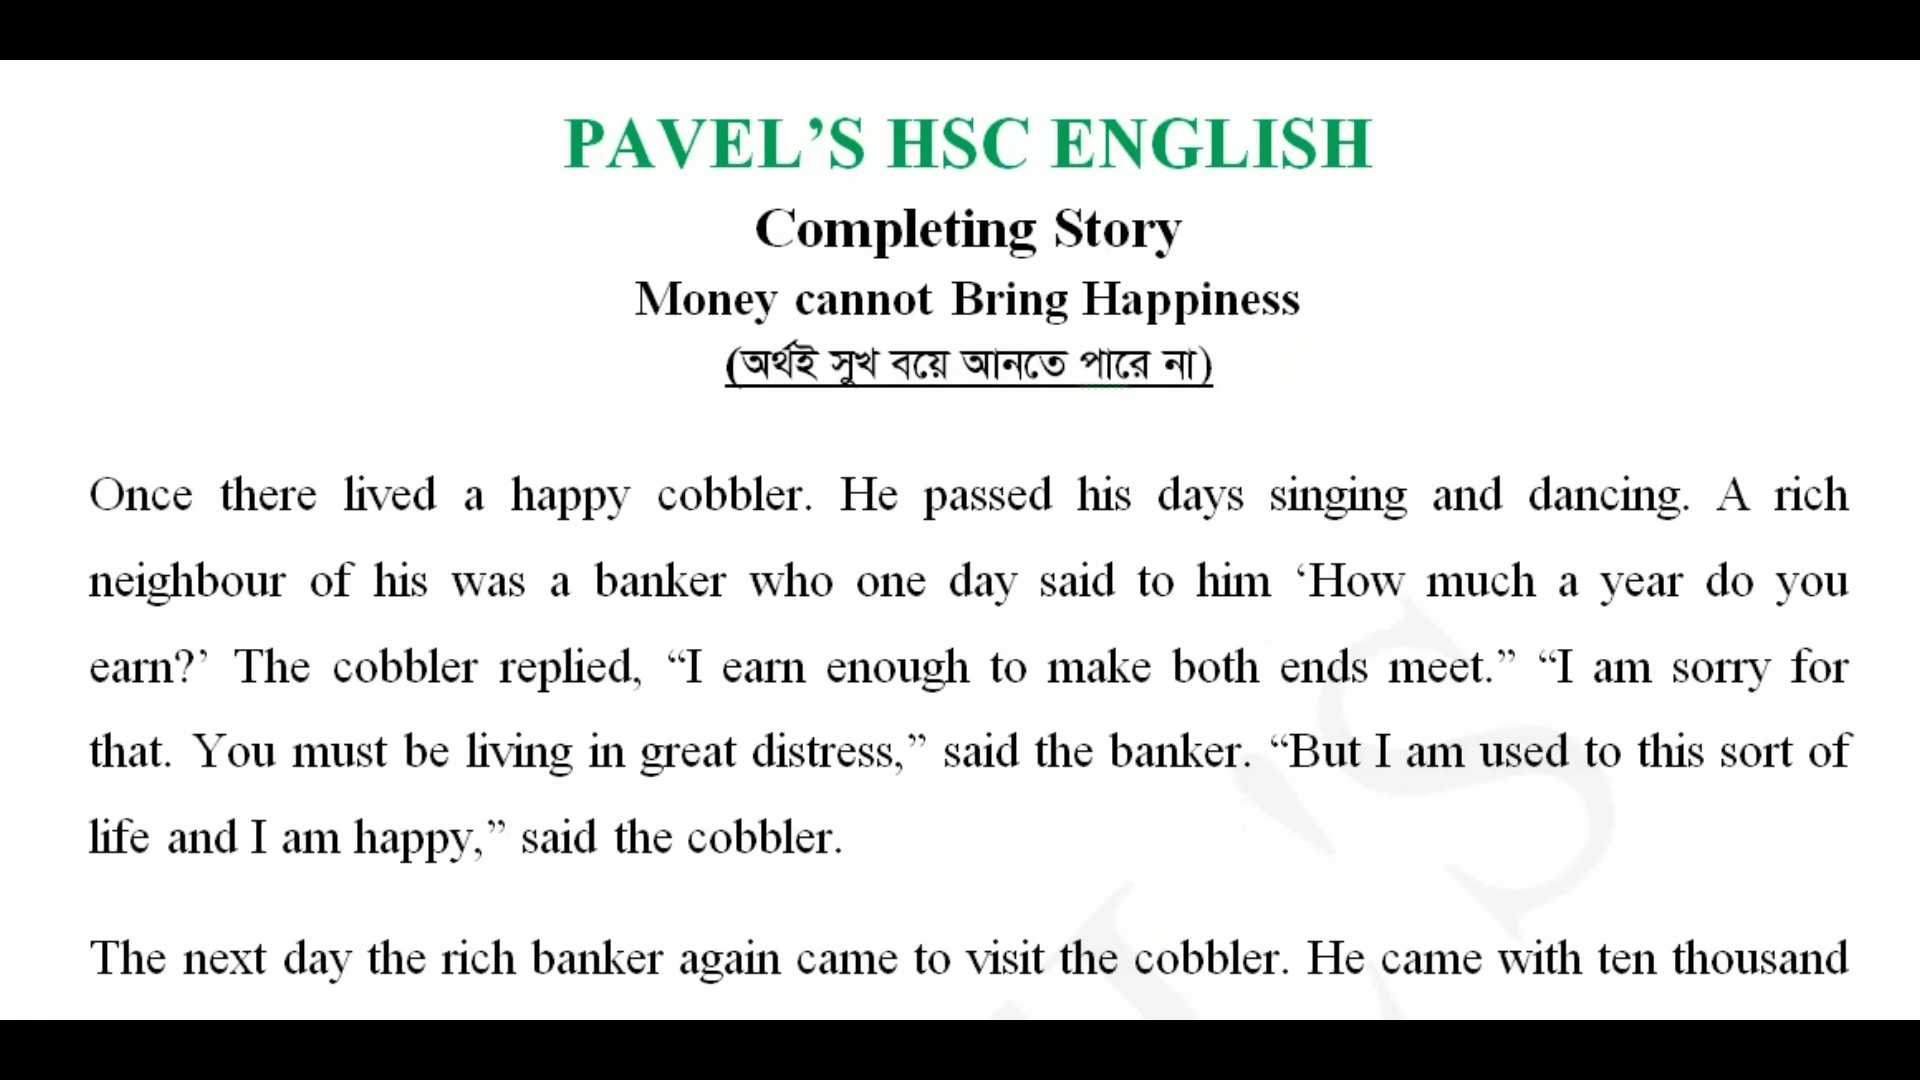 PAVEL’S HSC ENGLISH
Completing Story
Money cannot Bring Happiness
(অর্থই সুখ বয়ে আনতে পারে না)
Once there lived a happy cobbler. He passed his days singing and dancing. A rich
neighbour of his was a banker who one day said to him ‘How much a year do you
earn?’ The cobbler replied, “I earn enough to make both ends meet.” “I am sorry for
that. You must be living in great distress,” said the banker. “But I am used to this sort of
life and I am happy,” said the cobbler.
The next day the rich banker again came to visit the cobbler. He came with ten thousand